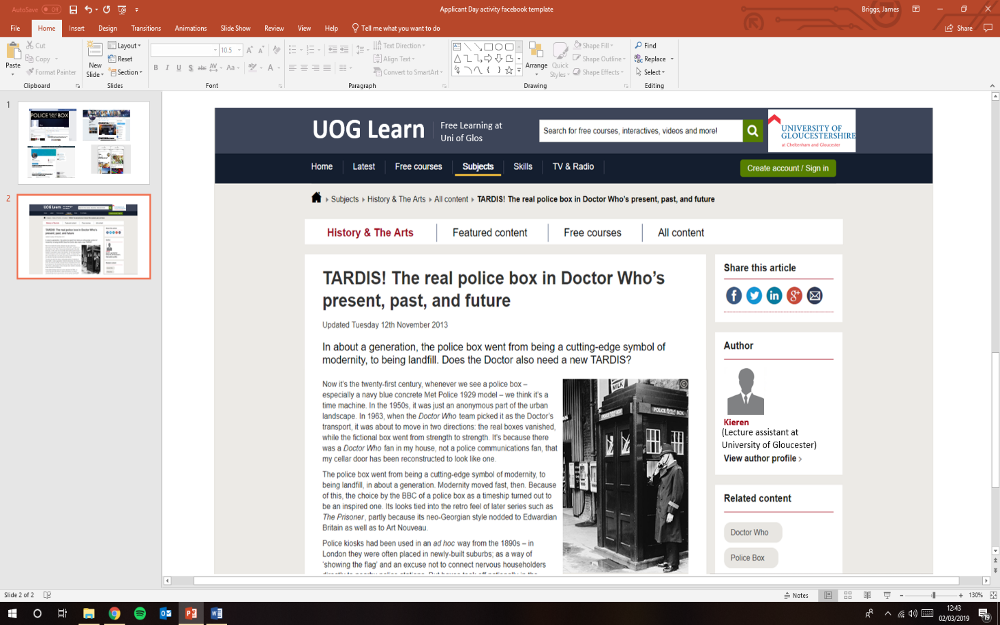 AutoSave Off
Applicant Day activity facebook template
Briggs, James
File Home Insert Design Transitions Animations Slide Show Review View Help Tell me what you want to do
Share
Paste
Cut
Copy
Format Painter
Clipboard
New Slide
Layout
Reset
Section
Slides
10.5
Font
Text Direction
Align Text
Convert to SmartArt
Paragraph
Arrange
Quick Styles
Shape Fill
Shape Outline
Shape Effects
Drawing
Find
Replace
Select
Editing
1
POLICE BOX
2
UOG Learn
Free Learning at
Uni of Glos
Search for free courses, interactives, videos and more!
UNIVERSITY OF
GLOUCESTERSHIRE
at Cheltenham and Gloucester
Home Latest Free courses Subjects Skills TV & Radio
Create account / Sign in
Subjects History & The Arts All content TARDIS! The real police box in Doctor Who's present, past, and future
History & The Arts Featured content Free courses All content
TARDIS! The real police box in Doctor Who's
present, past, and future
Updated Tuesday 12th November 2013
In about a generation, the police box went from being a cutting-edge symbol of
modernity, to being landfill. Does the Doctor also need a new TARDIS?
Now it's the twenty-first century, whenever we see a police box –
especially a navy blue concrete Met Police 1929 model – we think it's a
time machine. In the 1950s, it was just an anonymous part of the urban
landscape. In 1963, when the Doctor Who team picked it as the Doctor's
transport, it was about to move in two directions: the real boxes vanished,
while the fictional box went from strength to strength. It's because there
was a Doctor Who fan in my house, not a police communications fan, that
my cellar door has been reconstructed to look like one.
The police box went from being a cutting-edge symbol of modernity, to
being landfill, in about a generation. Modernity moved fast, then. Because
of this, the choice by the BBC of a police box as a timeship turned out to
be an inspired one. Its looks tied into the retro feel of later series such as
The Prisoner, partly because its neo-Georgian style nodded to Edwardian
Britain as well as to Art Nouveau.
Police kiosks had been used in an ad hoc way from the 1890s – in
London they were often placed in newly-built suburbs; as a way of
'showing the flag' and an excuse not to connect nervous householders
MILK
©
POLICE BOX
Share this article
Author
Kieren
(Lecture assistant at
University of Gloucester)
View author profile
Related content
Doctor Who
Police Box
Slide 2 of 2
Notes
130%
12:43
02/03/2019
19